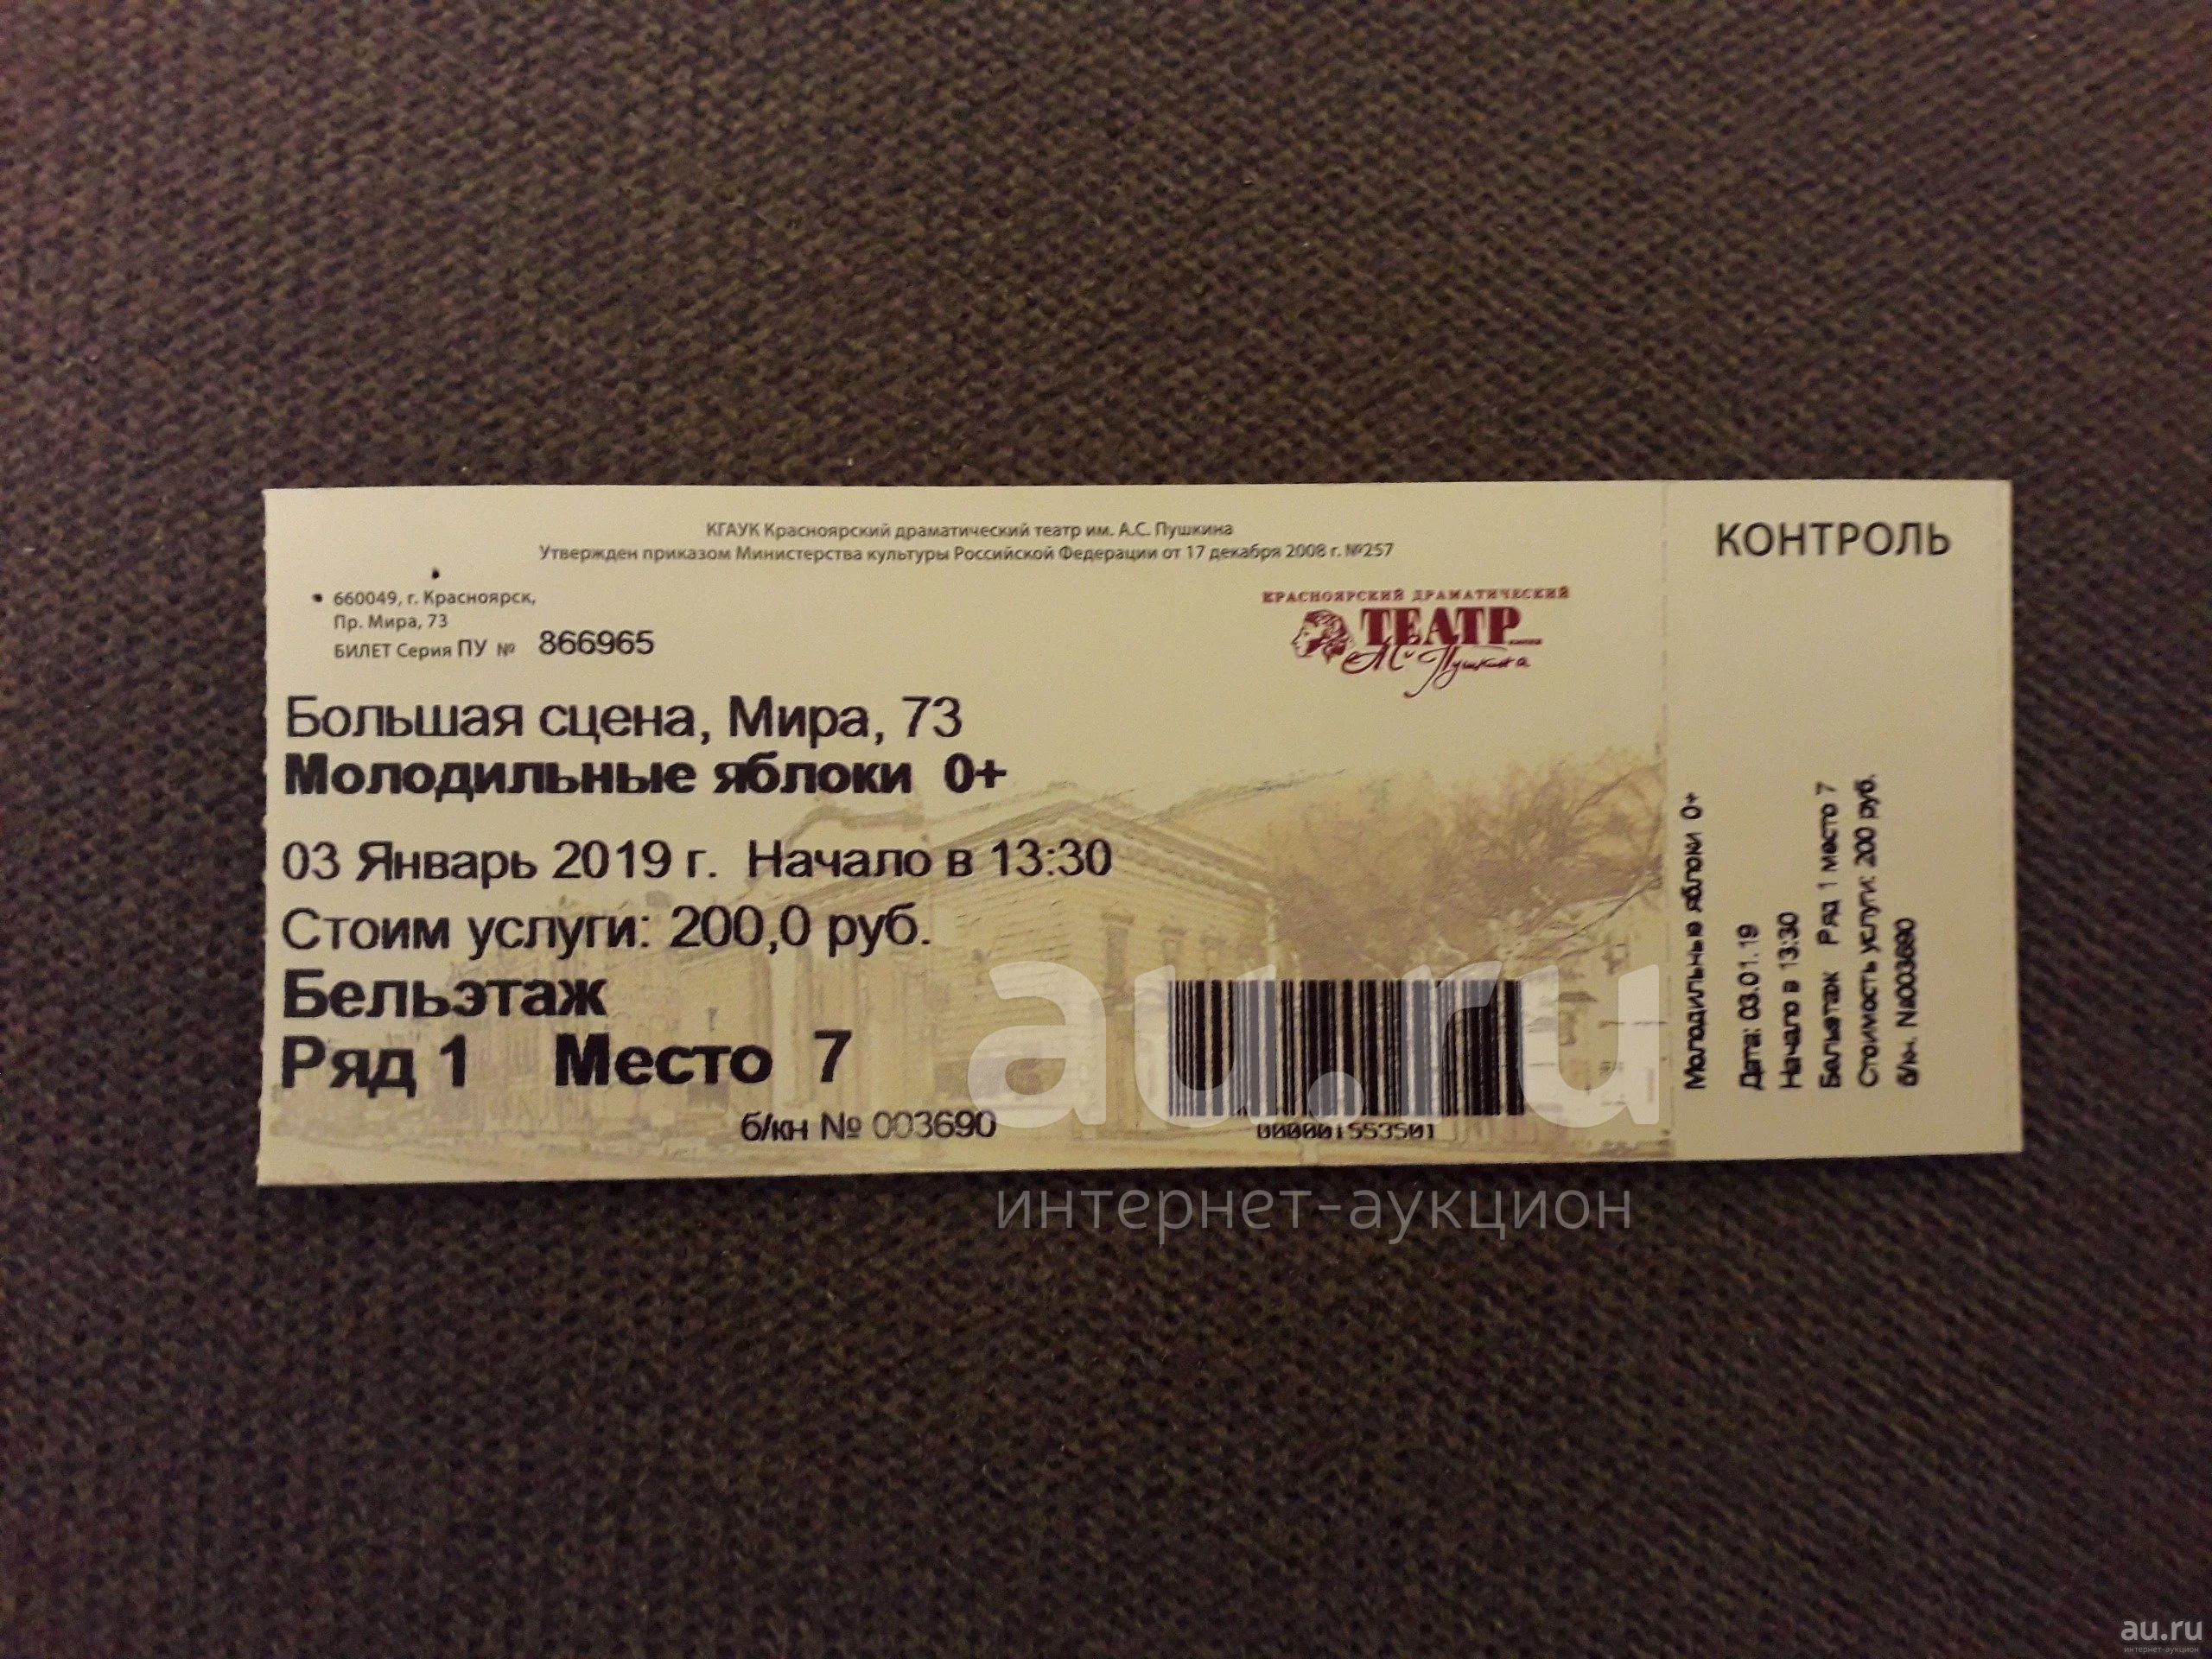 КГАУК Красноярский драматический театр им. А.С. Пушкина
Утвержден приказом Министерства культуры Российской Федерации от 17 декабря 2008 г. №257
660049, г. Красноярск,
Пр. Мира, 73
БИЛЕТ Серия ПУ № 866965
КРАСНОЯРСКИЙ ДРАМАТИЧЕСКИЙ
ТЕАТР
Пушкина
Большая сцена, Мира, 73
Молодильные яблоки 0+
03 Январь 2019 г. Начало в 13:30
Стоим услуги: 200,0 руб.
Бельэтаж
Ряд 1 Место 7
б/кн № 003690
000001553501
КОНТРОЛЬ
Молодильные яблоки 0+
Дата: 03.01.19
Начало в 13:30
Бельэтаж Ряд 1 место 7
Стоимость услуги: 200 руб.
б/кн. №003690
au.ru
интернет-аукцион
au.ru
интернет-аукцион